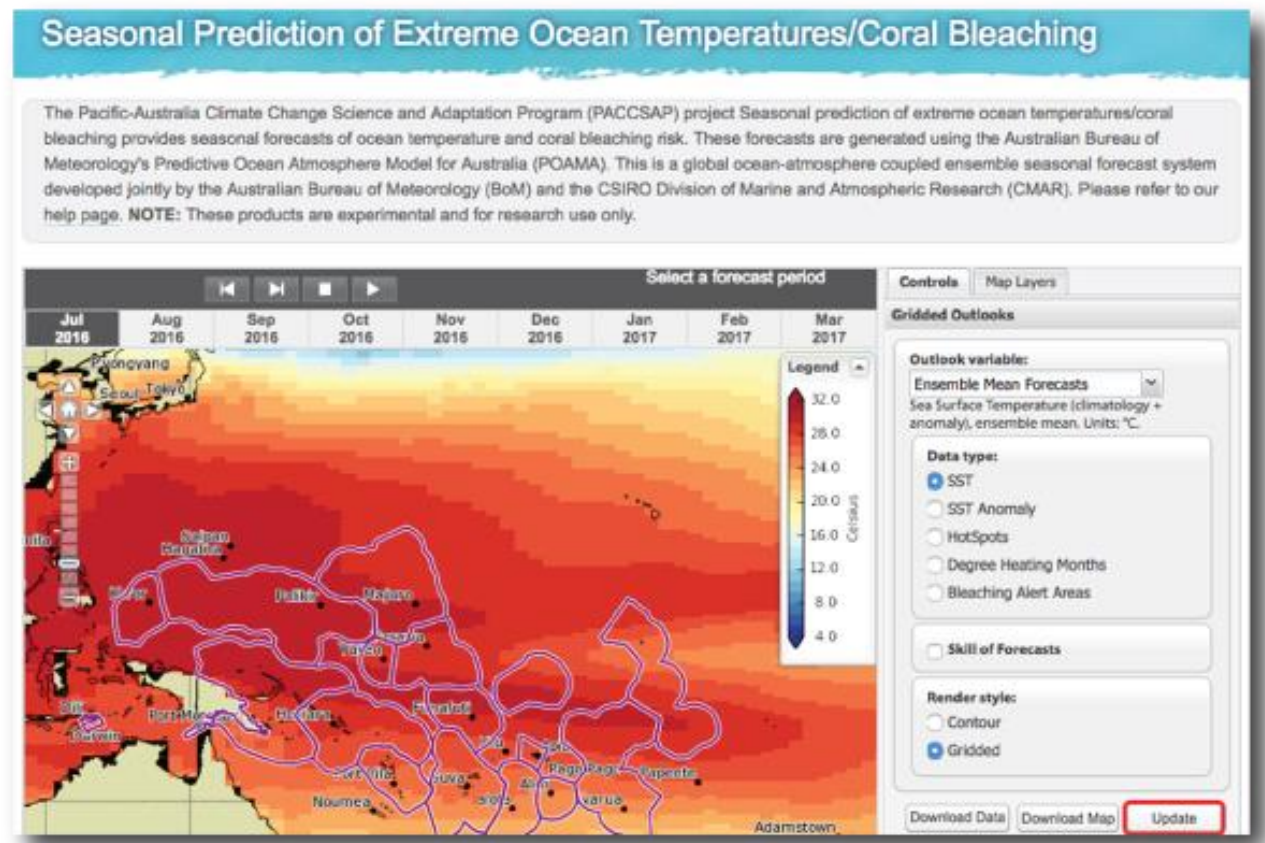 Seasonal Prediction of Extreme Ocean Temperatures/Coral Bleaching
The Pacific-Australia Climate Change Science and Adaptation Program (PACCSAP) project Seasonal prediction of extreme ocean temperatures/coral
bleaching provides seasonal forecasts of ocean temperature and coral bleaching risk. These forecasts are generated using the Australian Bureau of
Meteorology's Predictive Ocean Atmosphere Model for Australia (POAMA). This is a global ocean-atmosphere coupled ensemble seasonal forecast system
developed jointly by the Australian Bureau of Meteorology (BoM) and the CSIRO Division of Marine and Atmospheric Research (CMAR). Please refer to our
help page. NOTE: These products are experimental and for research use only.
Select a forecast period
Jul 2016
Aug 2016
Sep 2016
Oct 2016
Nov 2016
Dec 2016
Jan 2017
Feb 2017
Mar 2017
Pyongyang
Seoul Tokyo
Saipan
Hagatna
Palikir
Majuro
Funafuti
Honiara
Darwin
Port Vila
Suva
Apia
Pago Pago
Papeete
Alofi
Noumea
Adamstown
Legend
32.0
28.0
24.0
20.0
16.0
12.0
8.0
4.0
Celsius
Controls
Map Layers
Gridded Outlooks
Outlook variable:
Ensemble Mean Forecasts
Sea Surface Temperature (climatology +
anomaly), ensemble mean. Units: °C.
Data type:
SST
SST Anomaly
HotSpots
Degree Heating Months
Bleaching Alert Areas
Skill of Forecasts
Render style:
Contour
Gridded
Download Data
Download Map
Update